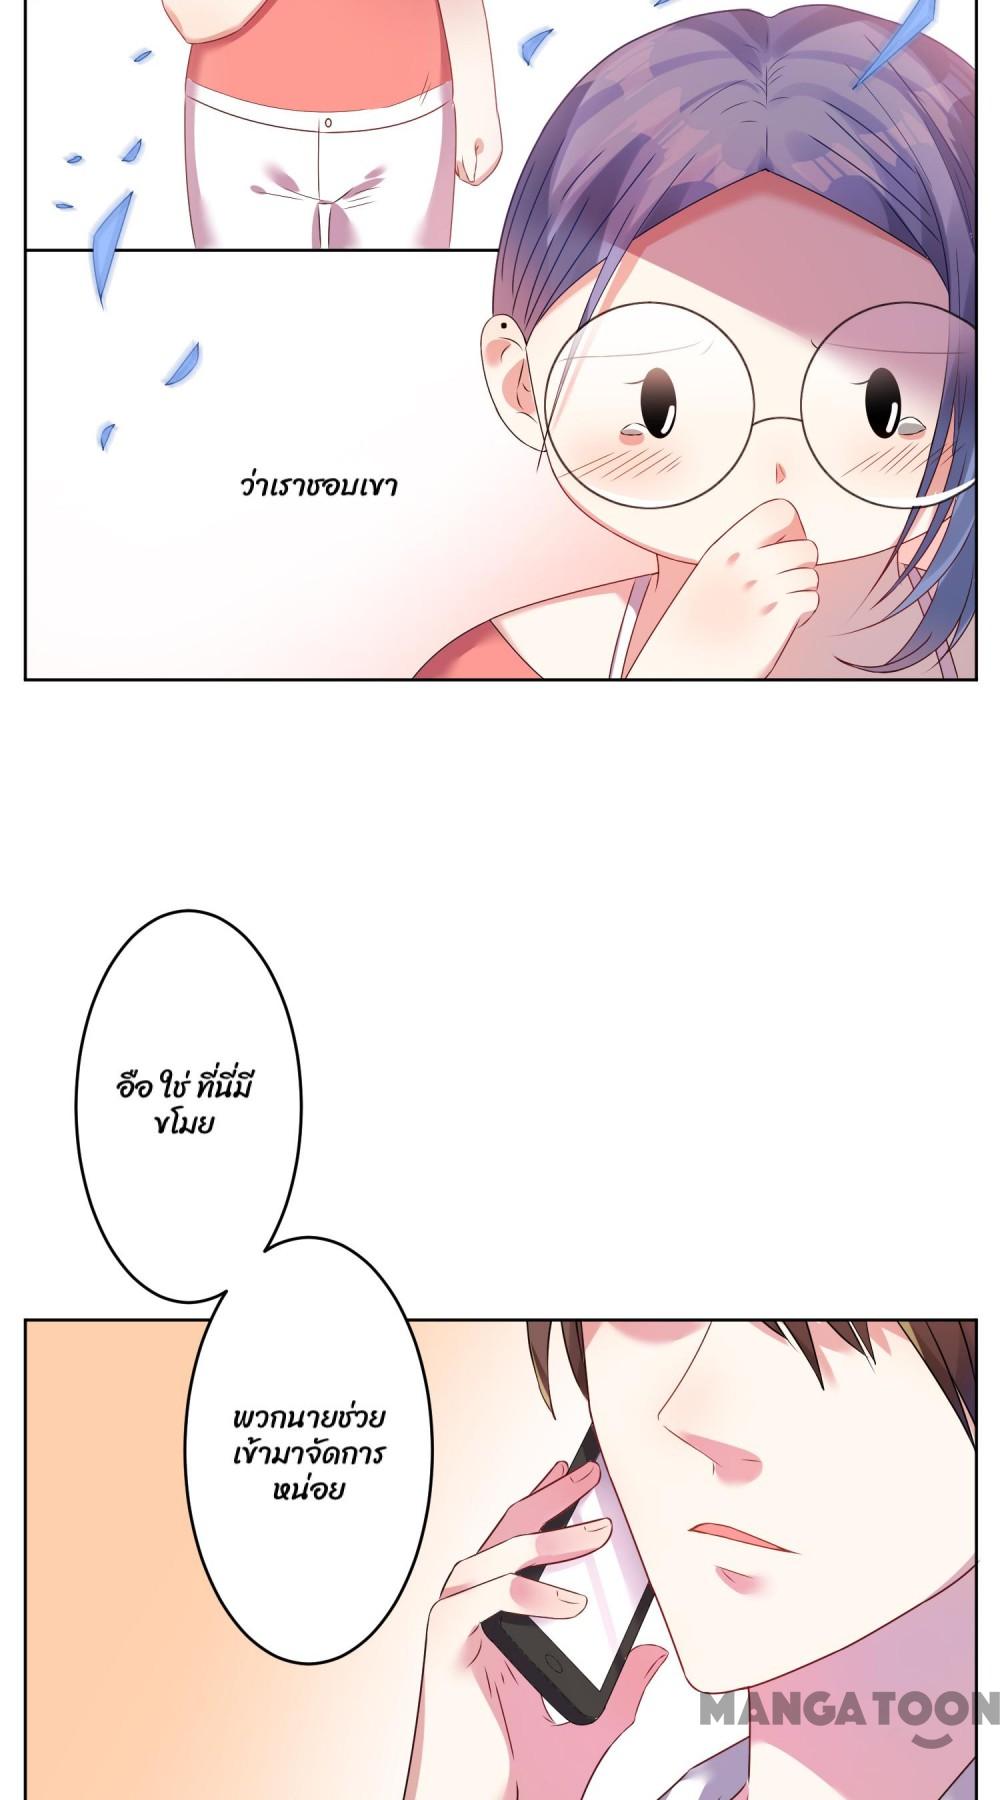 ว่าเราชอบเขา
อือ ใช่ ที่นี่มี
ขโมย
พวกนายช่วย
เข้ามาจัดการ
หน่อย
MANGATOON